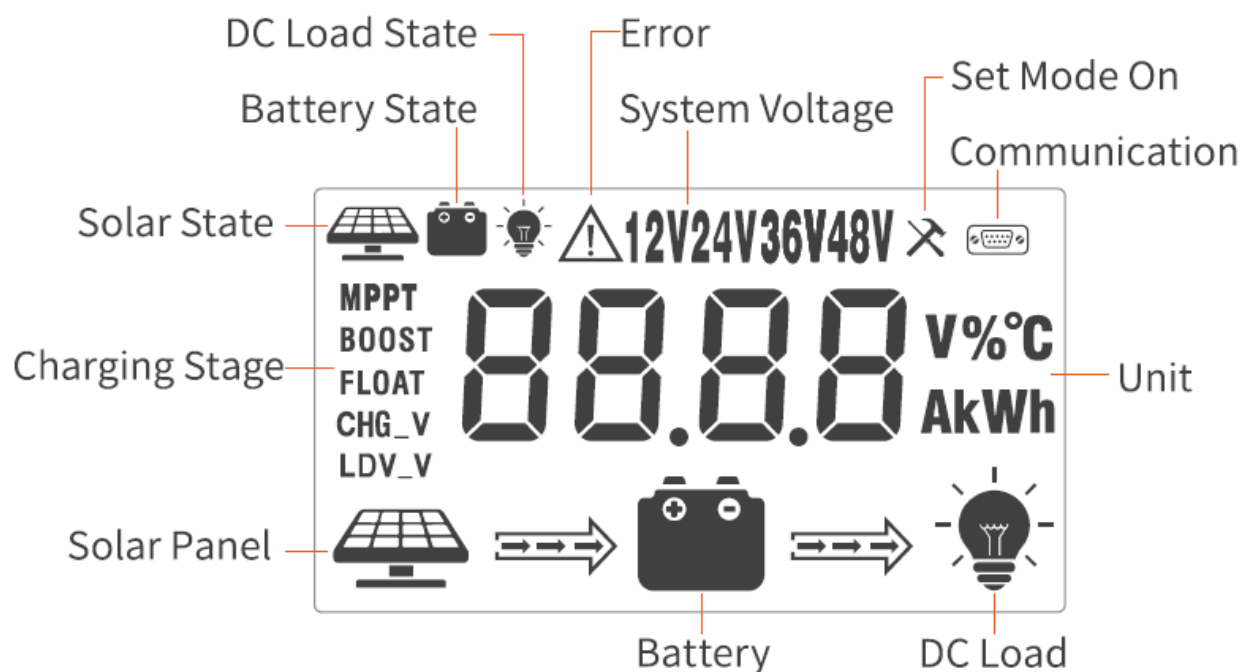 DC Load State
Error
Battery State
System Voltage
Set Mode On
Communication
Solar State
12V24V36V48V
MPPT
BOOST
FLOAT
CHG_V
LDV_V
Charging Stage
88.8.8
V%°C
AkWh
Unit
Solar Panel
Battery
DC Load